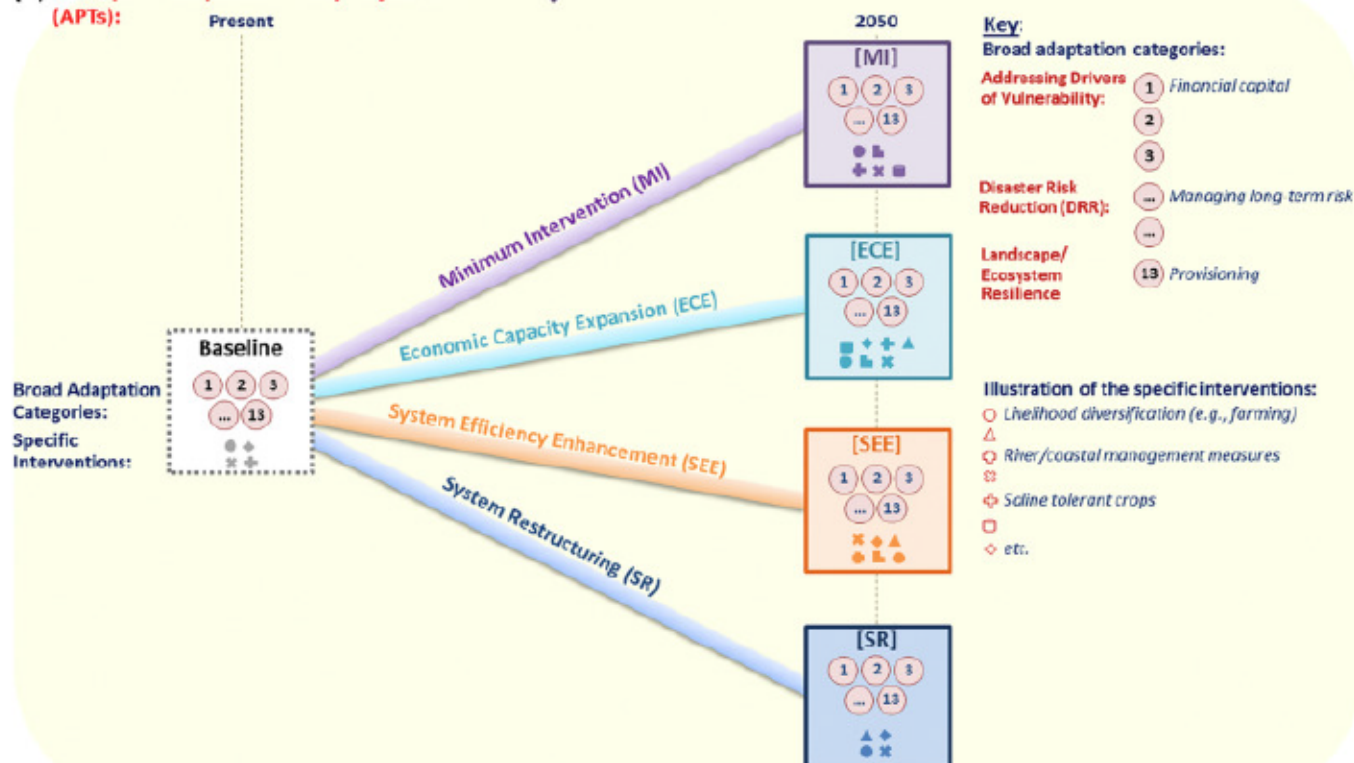 (APTs):
Present
2050
Key:
Broad adaptation categories:
[MI]
1 2 3
... 13
Addressing Drivers
of Vulnerability:
1 Financial capital
2
3
Disaster Risk
Reduction (DRR):
... Managing long-term risk
...
Landscape/
Ecosystem
Resilience
13 Provisioning
Minimum Intervention (MI)
[ECE]
1 2 3
... 13
Economic Capacity Expansion (ECE)
Baseline
1 2 3
... 13
Broad Adaptation
Categories:
Specific
Interventions:
System Efficiency Enhancement (SEE)
[SEE]
1 2 3
... 13
System Restructuring (SR)
[SR]
1 2 3
... 13
Illustration of the specific interventions:
Livelihood diversification (e.g., farming)
River/coastal management measures
Saline tolerant crops
etc.